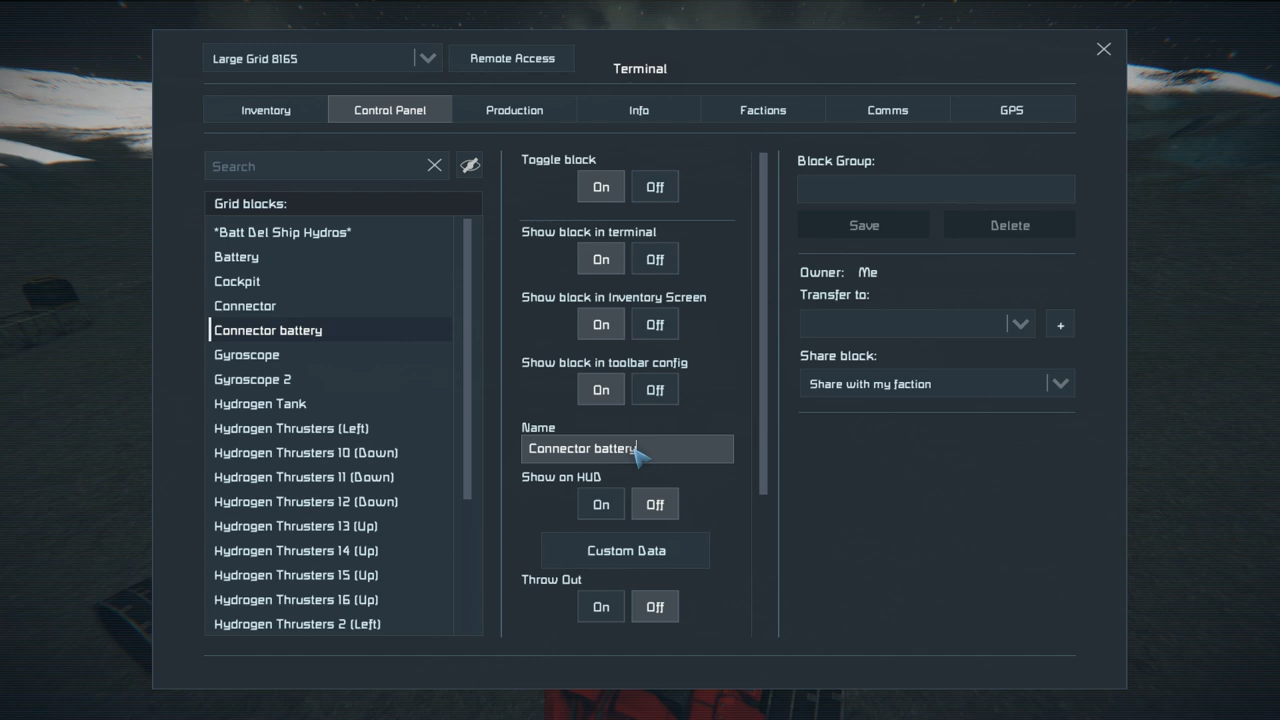 Large Grid 8165
Remote Access
Terminal
Inventory
Control Panel
Production
Info
Factions
Comms
GPS
Search
Grid blocks:
*Batt Del Ship Hydros*
Battery
Cockpit
Connector
Connector battery
Gyroscope
Gyroscope 2
Hydrogen Tank
Hydrogen Thrusters (Left)
Hydrogen Thrusters 10 (Down)
Hydrogen Thrusters 11 (Down)
Hydrogen Thrusters 12 (Down)
Hydrogen Thrusters 13 (Up)
Hydrogen Thrusters 14 (Up)
Hydrogen Thrusters 15 (Up)
Hydrogen Thrusters 16 (Up)
Hydrogen Thrusters 2 (Left)
Toggle block
On Off
Show block in terminal
On Off
Show block in Inventory Screen
On Off
Show block in toolbar config
On Off
Name
Connector battery
Show on HUD
On Off
Custom Data
Throw Out
On Off
Block Group:
Save
Delete
Owner: Me
Transfer to:
+
Share block:
Share with my faction